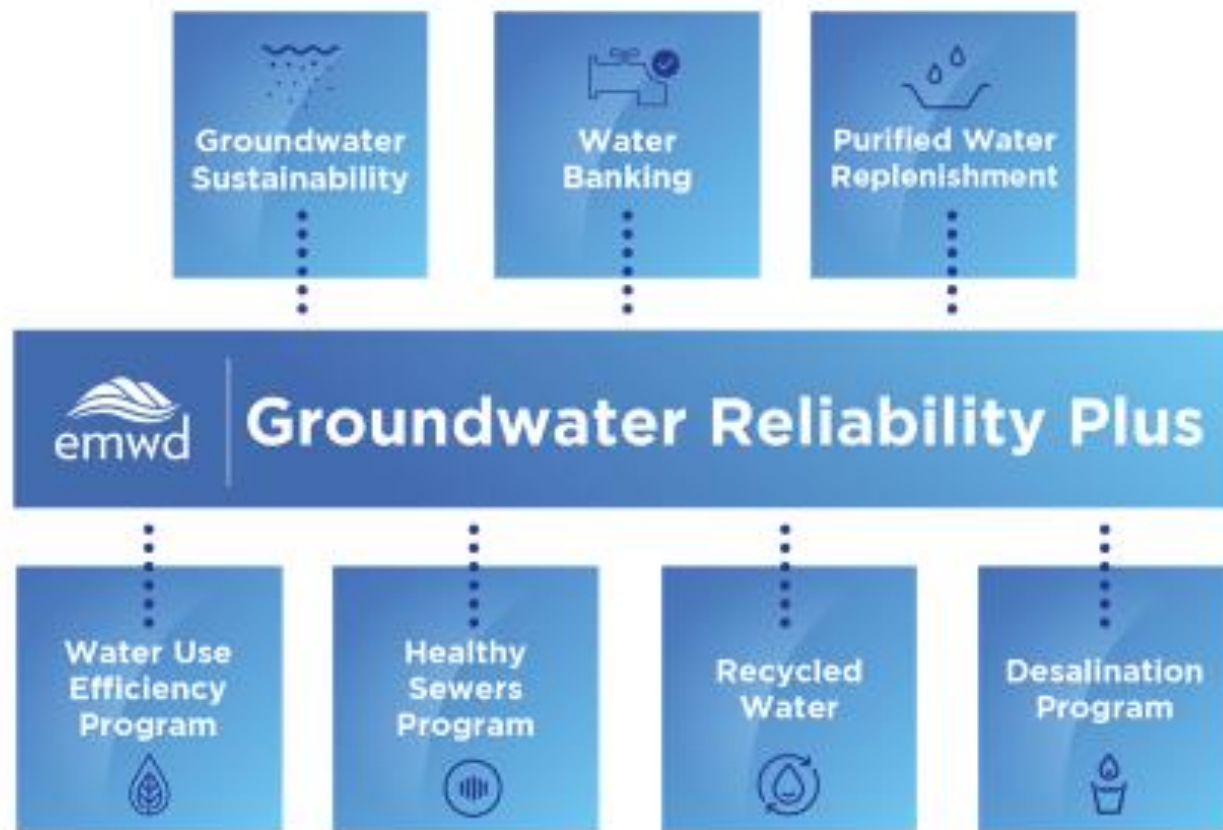 Groundwater
Sustainability
Water
Banking
Purified Water
Replenishment
emwd
Groundwater Reliability Plus
Water Use
Efficiency
Program
Healthy
Sewers
Program
Recycled
Water
Desalination
Program